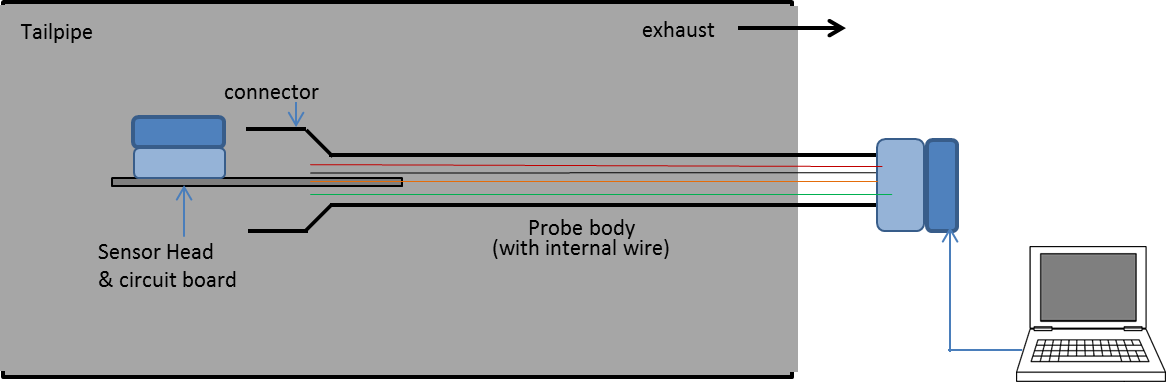 Tailpipe
exhaust
connector
Sensor Head
& circuit board
Probe body
(with internal wire)